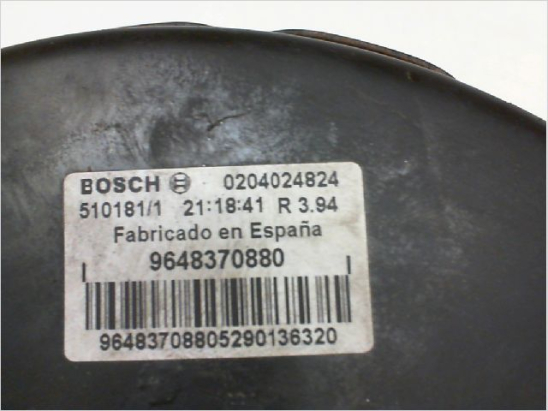 BOSCH 0204024824
510181/1 21:18:41 R 3.94
Fabricado en España
9648370880
96483708805290136320